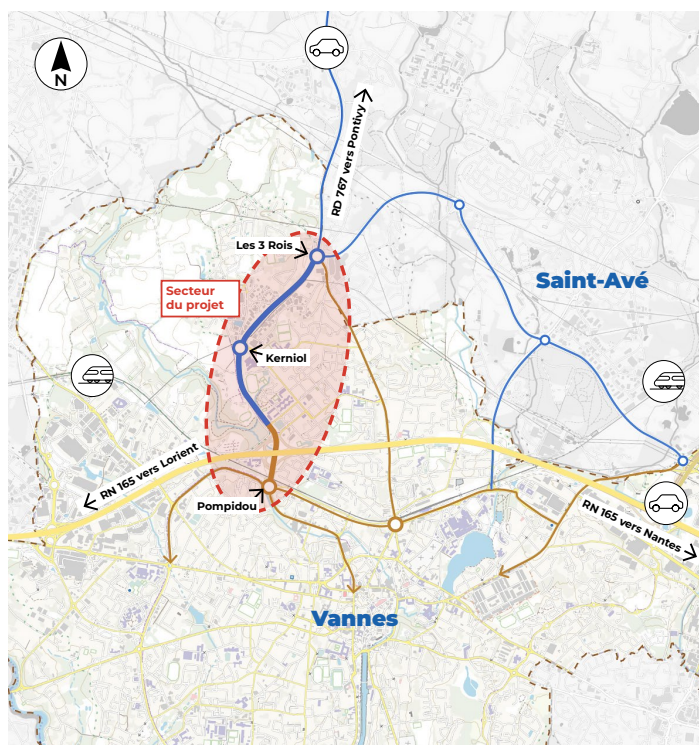 N
RD 767 vers Pontivy
Les 3 Rois
Saint-Avé
Secteur
du projet
Kerniol
RN 165 vers Lorient
Pompidou
RN 165 vers Nantes
Vannes